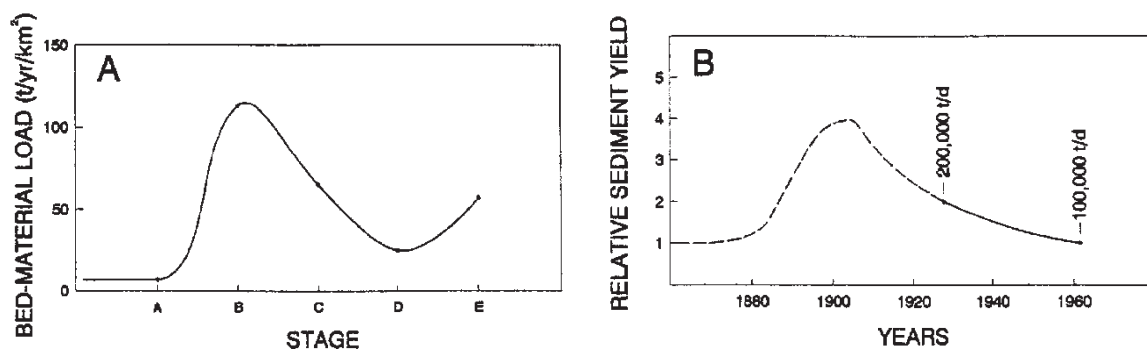 A
BED-MATERIAL LOAD (t/yr/km²)
150
100
50
0
A B C D E
STAGE
B
RELATIVE SEDIMENT YIELD
5
4
3
2
1
200,000 t/d
100,000 t/d
1880 1900 1920 1940 1960
YEARS